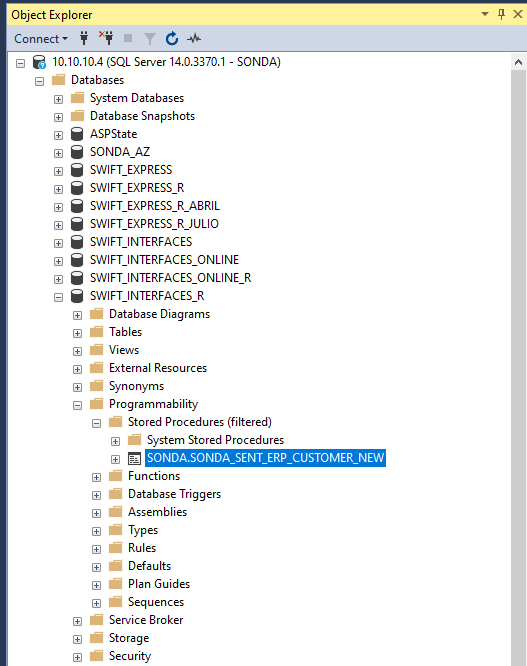 Object Explorer
Connect
10.10.10.4 (SQL Server 14.0.3370.1 - SONDA)
Databases
System Databases
Database Snapshots
ASPState
SONDA_AZ
SWIFT_EXPRESS
SWIFT_EXPRESS_R
SWIFT_EXPRESS_R_ABRIL
SWIFT_EXPRESS_R_JULIO
SWIFT_INTERFACES
SWIFT_INTERFACES_ONLINE
SWIFT_INTERFACES_ONLINE_R
SWIFT_INTERFACES_R
Database Diagrams
Tables
Views
External Resources
Synonyms
Programmability
Stored Procedures (filtered)
System Stored Procedures
SONDA.SONDA_SENT_ERP_CUSTOMER_NEW
Functions
Database Triggers
Assemblies
Types
Rules
Defaults
Plan Guides
Sequences
Service Broker
Storage
Security